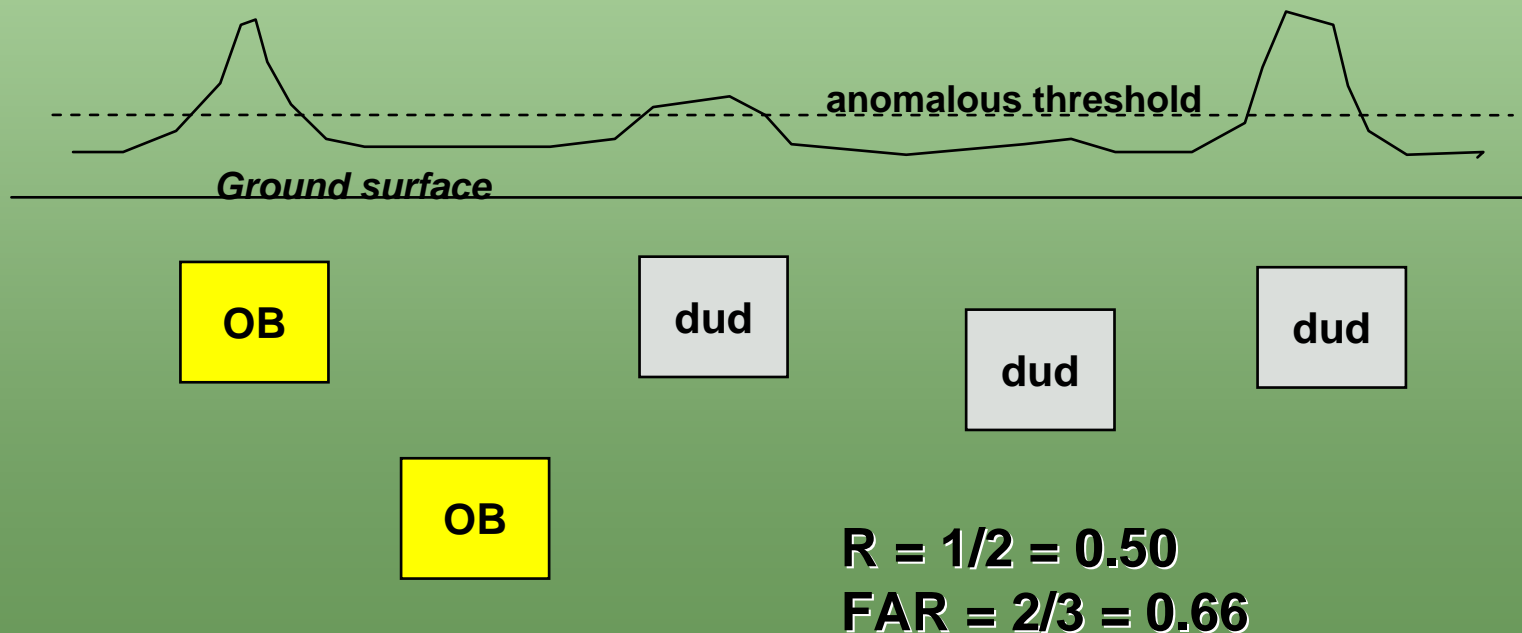 anomalous threshold
Ground surface
OB
dud
dud
dud
OB
R = 1/2 = 0.50
FAR = 2/3 = 0.66